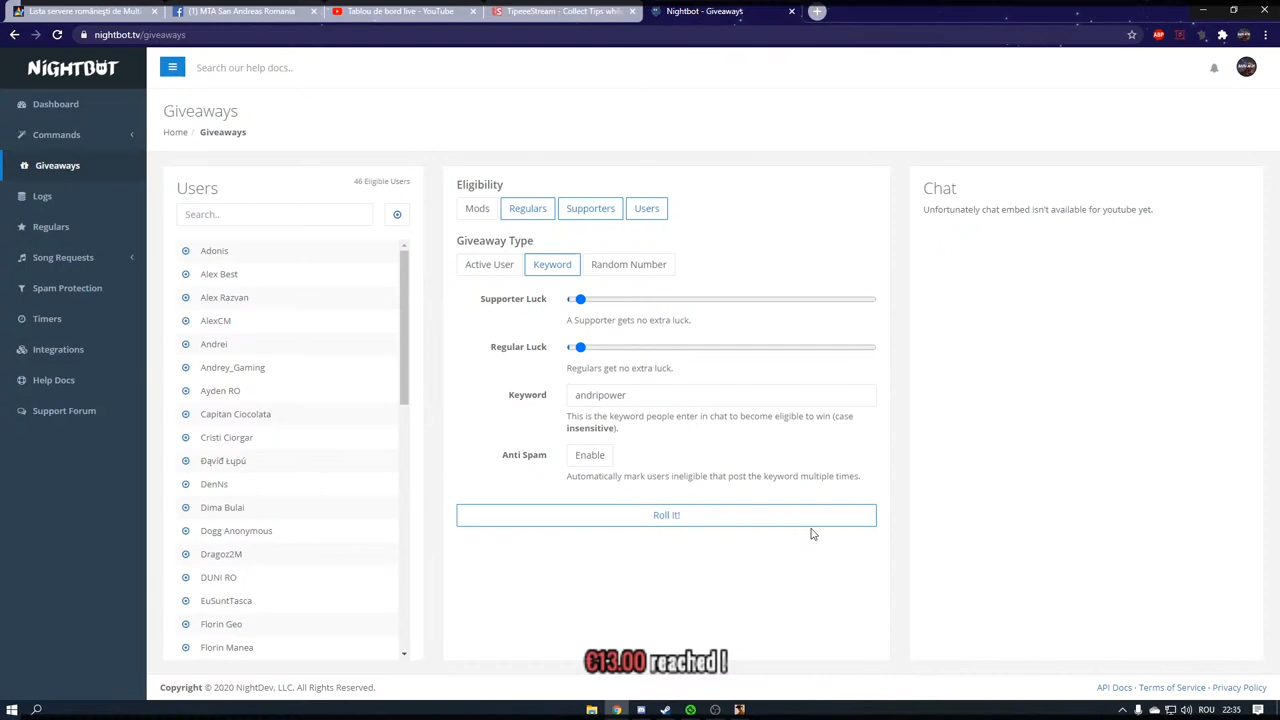 Lista servere românești Mult
(1) MTA San Andreas Romania
Tablou de bord live - YouTube
TipeeeStream - Collect Tips whil
Nightbot - Giveaways
nightbot.tv/giveaways
NIGHTBOT
Search our help docs..
Dashboard
Commands
Giveaways
Logs
Regulars
Song Requests
Spam Protection
Timers
Integrations
Help Docs
Support Forum
Giveaways
Home / Giveaways
Users
46 Eligible Users
Search..
Adonis
Alex Best
Alex Razvan
AlexCM
Andrei
Andrey_Gaming
Ayden RO
Capitan Ciocolata
Cristi Ciorgar
DenNs
Dima Bulai
Dogg Anonymous
Dragoz2M
DUNI RO
EuSuntTasca
Florin Geo
Florin Manea
Eligibility
Mods Regulars Supporters Users
Giveaway Type
Active User Keyword Random Number
Supporter Luck
A Supporter gets no extra luck.
Regular Luck
Regulars get no extra luck.
Keyword andripower
This is the keyword people enter in chat to become eligible to win (case
insensitive).
Anti Spam Enable
Automatically mark users ineligible that post the keyword multiple times.
Roll It!
Chat
Unfortunately chat embed isn't available for youtube yet.
€13.00 reached !
Copyright © 2020 NightDev, LLC. All Rights Reserved.
API Docs · Terms of Service · Privacy Policy
ROU 22:35